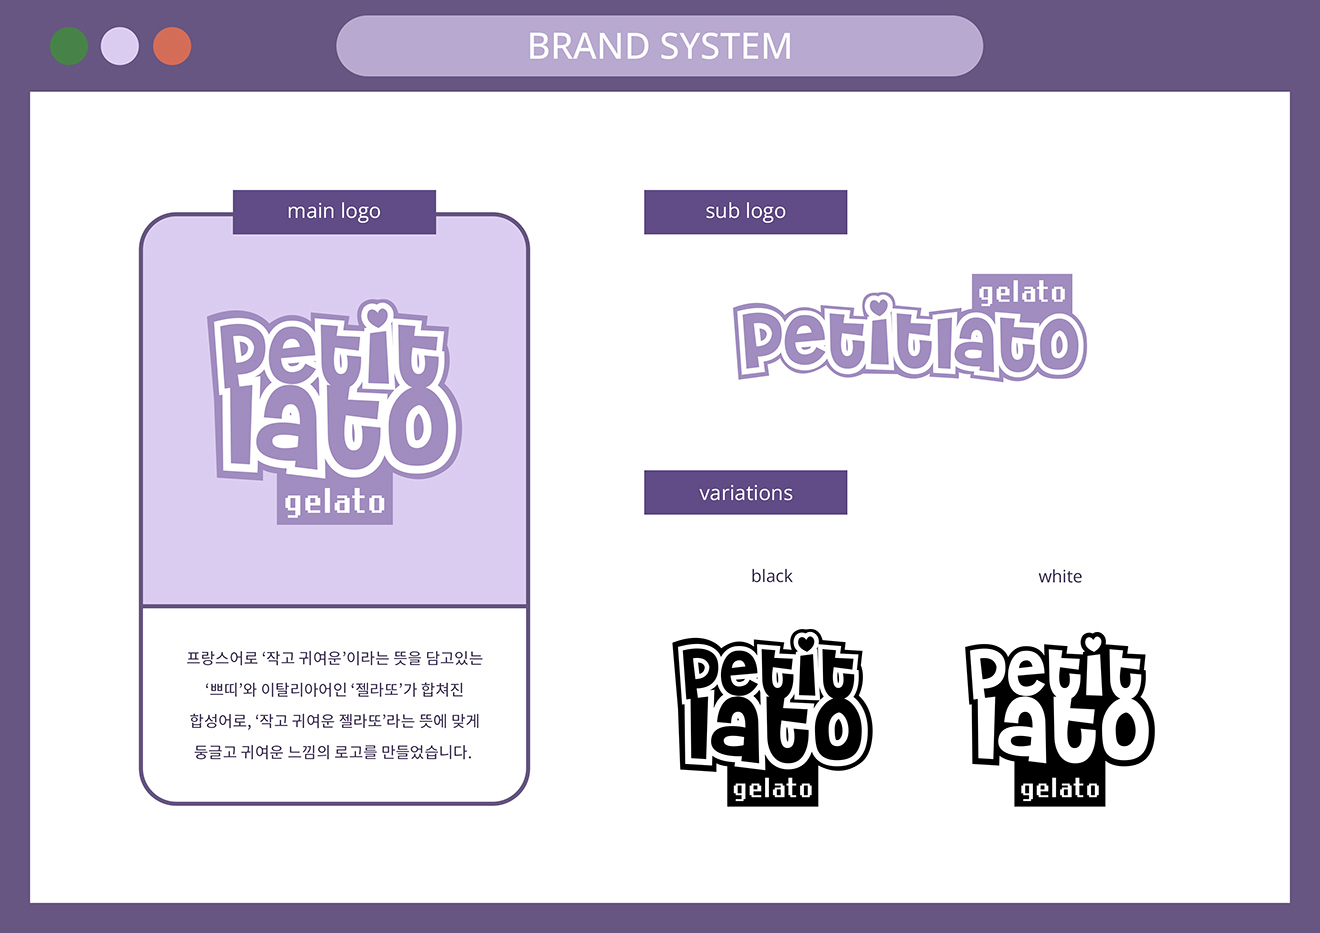 BRAND SYSTEM
main logo
petit
lato
gelato
프랑스어로 ‘작고 귀여운’이라는 뜻을 담고있는
‘쁘띠’와 이탈리아어인 ‘젤라또’가 합쳐진
합성어로, ‘작고 귀여운 젤라또’라는 뜻에 맞게
둥글고 귀여운 느낌의 로고를 만들었습니다.
sub logo
gelato
petitlato
variations
black
petit
lato
gelato
white
petit
lato
gelato